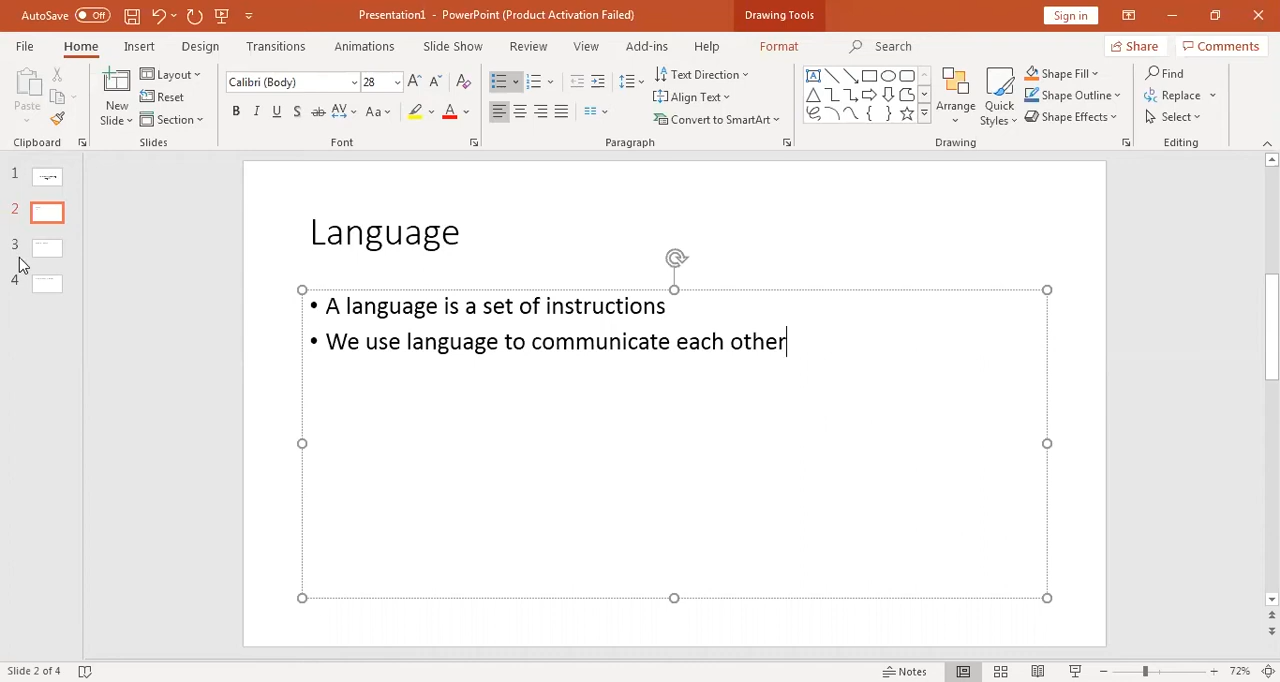 AutoSave Off Presentation1 - PowerPoint (Product Activation Failed) Drawing Tools Sign in
File Home Insert Design Transitions Animations Slide Show Review View Add-ins Help Format Search Share Comments
Paste
Clipboard
New Slide
Layout
Reset
Section
Slides
Calibri (Body) 28
B I U S ab AV Aa A
Font
Text Direction
Align Text
Convert to SmartArt
Paragraph
Arrange
Quick Styles
Shape Fill
Shape Outline
Shape Effects
Drawing
Find
Replace
Select
Editing
1
2
3
4
Language
• A language is a set of instructions
• We use language to communicate each other
Slide 2 of 4 Notes 72%